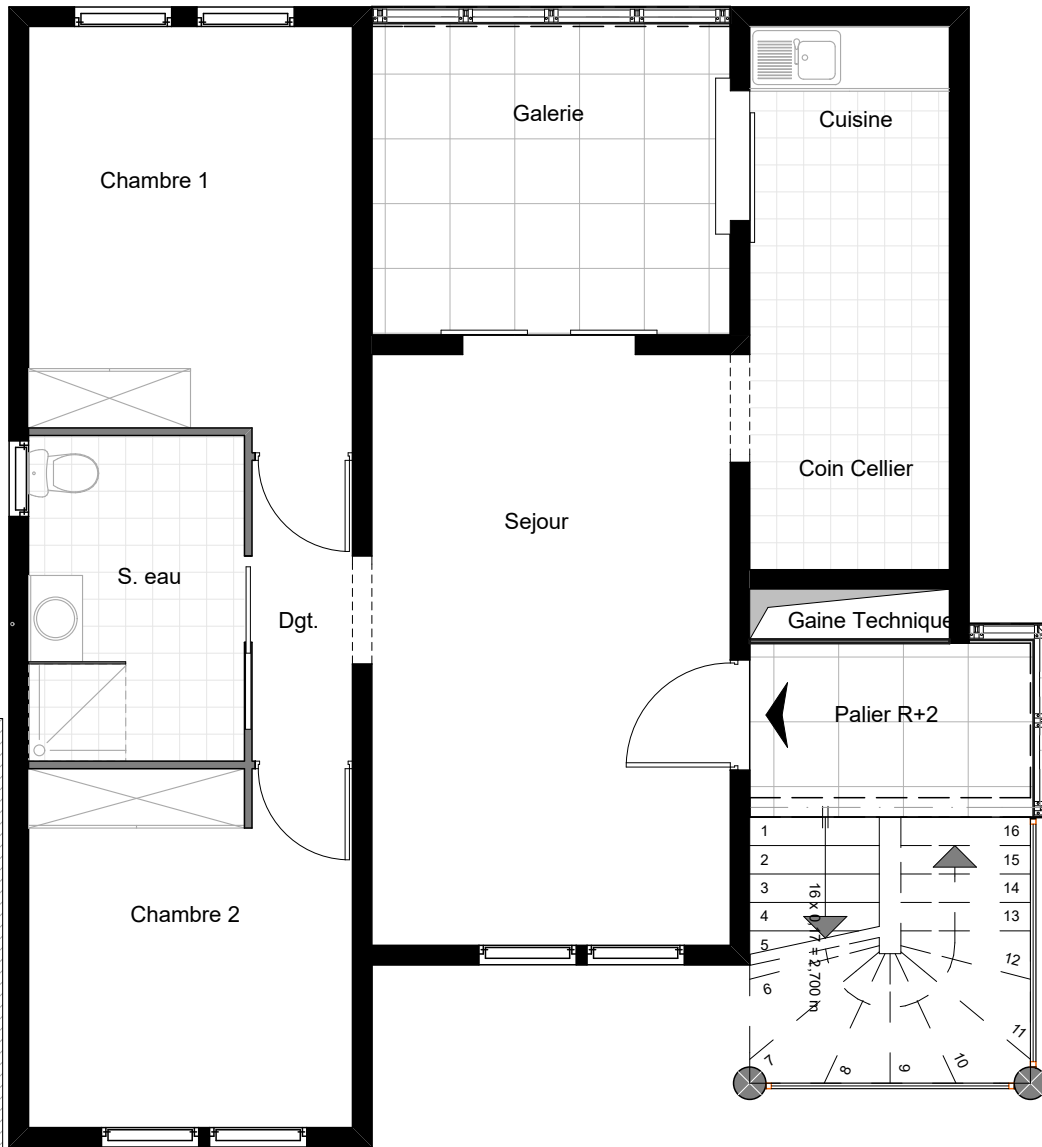 Galerie
Cuisine
Chambre 1
Coin Cellier
Sejour
S. eau
Dgt.
Gaine Technique
Palier R+2
Chambre 2
1
2
3
4
5
6
7
8
9
10
11
12
13
14
15
16
16 x 0,17 = 2,700 m